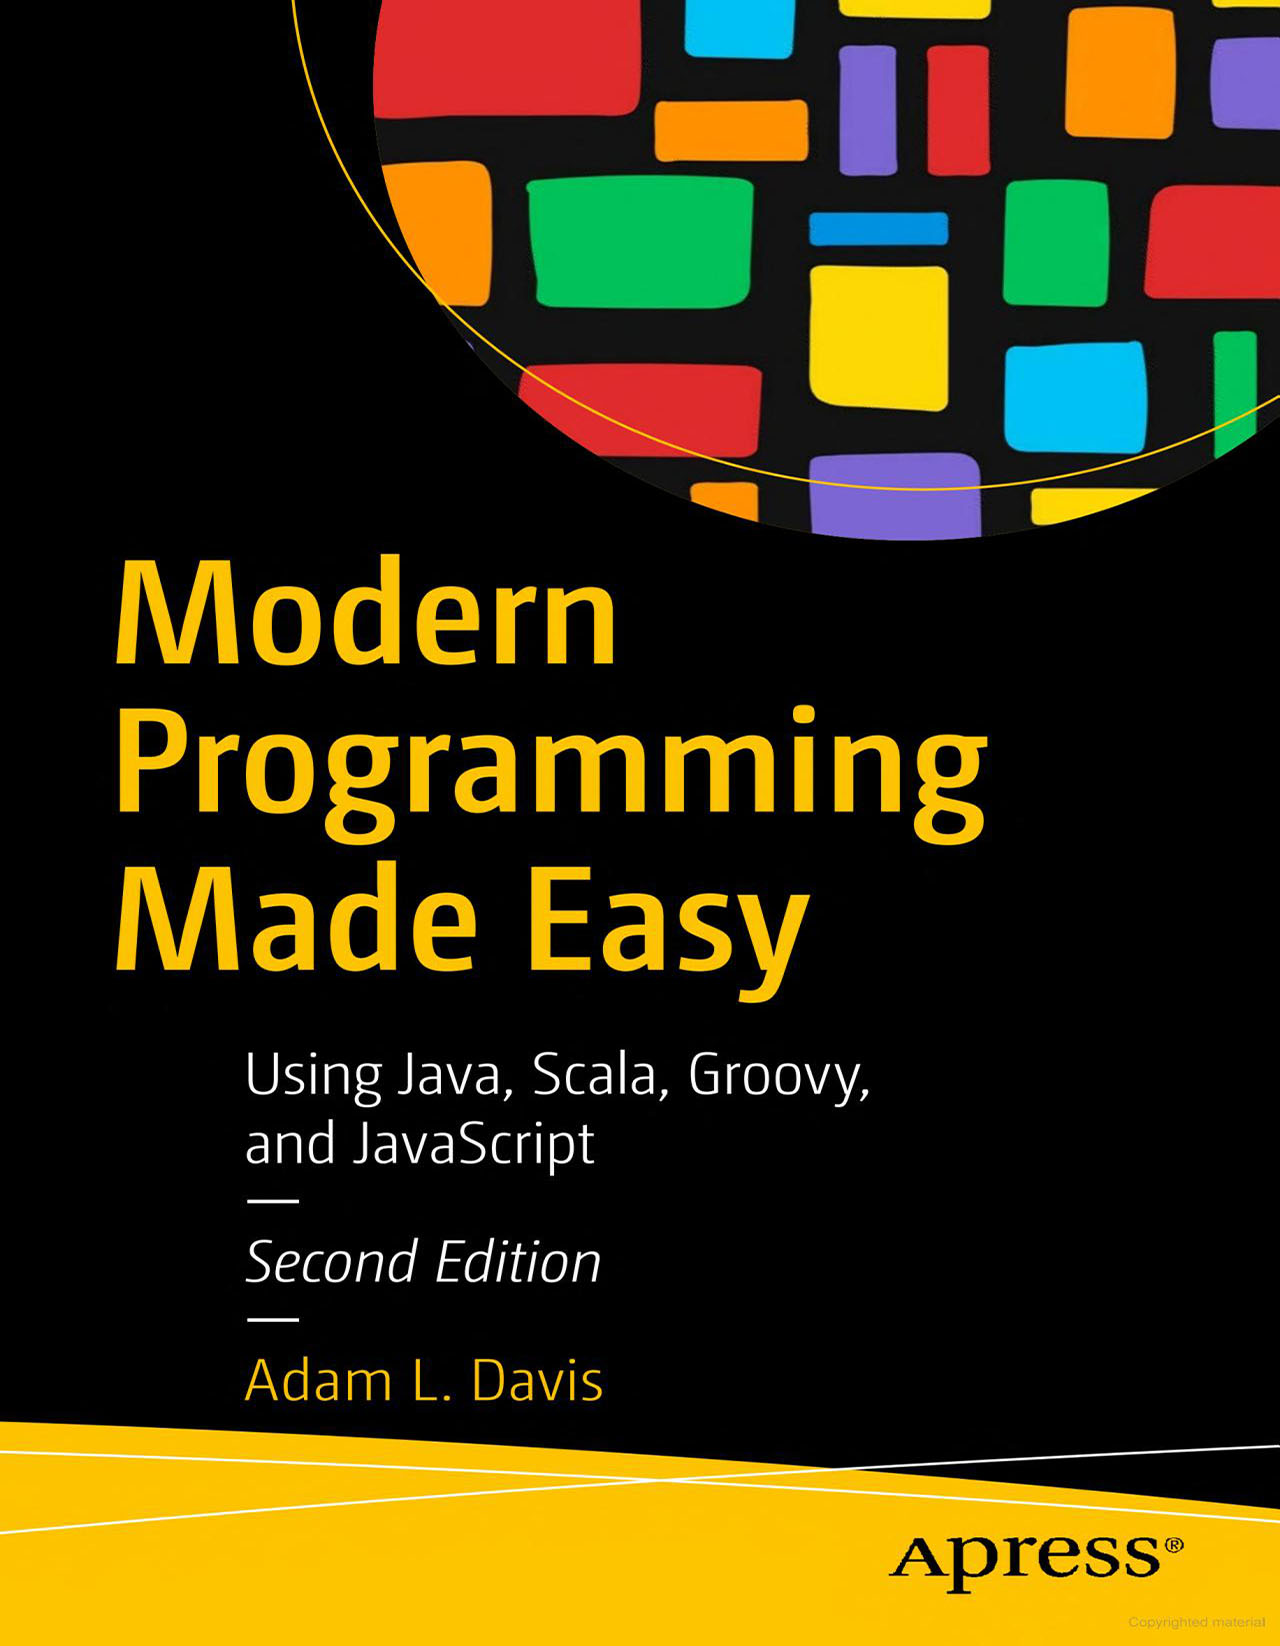 Modern
Programming
Made Easy
Using Java, Scala, Groovy,
and JavaScript
—
Second Edition
—
Adam L. Davis
Apress®
Copyrighted material